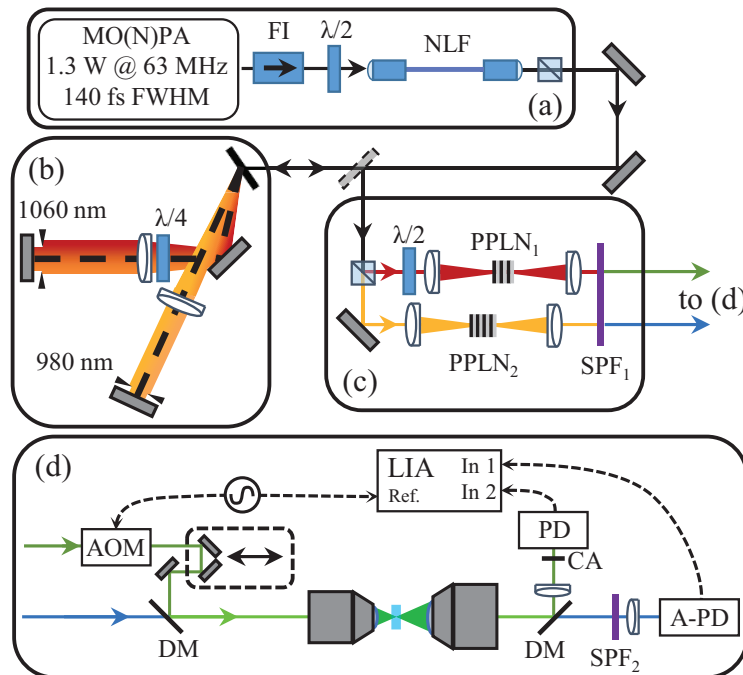 MO(N)PA
1.3 W @ 63 MHz
140 fs FWHM
FI
λ/2
NLF
(a)
(b)
1060 nm
λ/4
980 nm
λ/2
PPLN₁
PPLN₂
SPF₁
(c)
to (d)
(d)
LIA
Ref.
In 1
In 2
AOM
PD
CA
DM
DM
SPF₂
A-PD